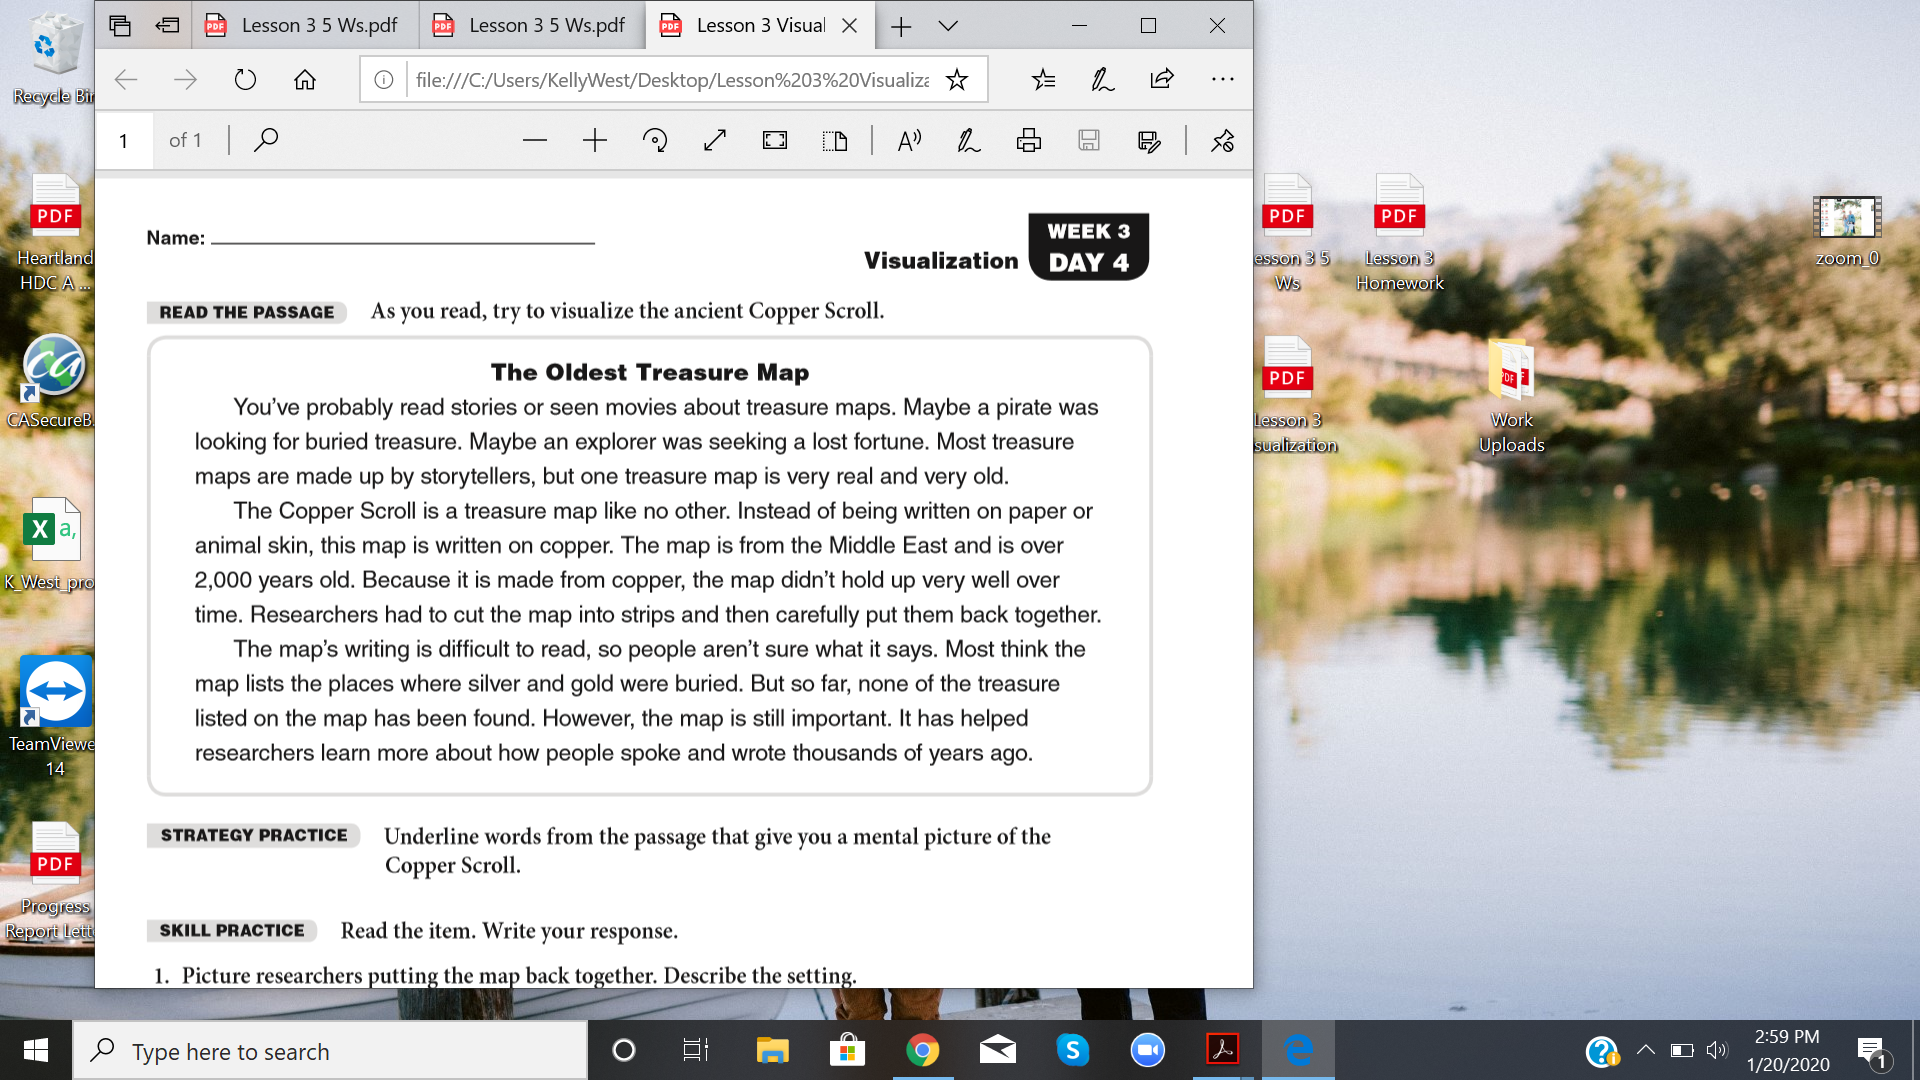 Lesson 3 5 Ws.pdf
Lesson 3 5 Ws.pdf
Lesson 3 Visual
file:///C:/Users/KellyWest/Desktop/Lesson%203%20Visualiza
1 of 1
Name:
WEEK 3
Visualization DAY 4
READ THE PASSAGE As you read, try to visualize the ancient Copper Scroll.
The Oldest Treasure Map
You’ve probably read stories or seen movies about treasure maps. Maybe a pirate was
looking for buried treasure. Maybe an explorer was seeking a lost fortune. Most treasure
maps are made up by storytellers, but one treasure map is very real and very old.
The Copper Scroll is a treasure map like no other. Instead of being written on paper or
animal skin, this map is written on copper. The map is from the Middle East and is over
2,000 years old. Because it is made from copper, the map didn’t hold up very well over
time. Researchers had to cut the map into strips and then carefully put them back together.
The map’s writing is difficult to read, so people aren’t sure what it says. Most think the
map lists the places where silver and gold were buried. But so far, none of the treasure
listed on the map has been found. However, the map is still important. It has helped
researchers learn more about how people spoke and wrote thousands of years ago.
STRATEGY PRACTICE Underline words from the passage that give you a mental picture of the
Copper Scroll.
SKILL PRACTICE Read the item. Write your response.
1. Picture researchers putting the map back together. Describe the setting.
Recycle Bin
PDF
Heartland
HDC A ...
CASecureB.
K_West_pro
TeamViewe
14
PDF
Progress
Report Lett
PDF
esson 3 5
Ws
PDF
Lesson 3
Homework
zoom_0
PDF
Lesson 3
sualization
Work
Uploads
Type here to search
2:59 PM
1/20/2020
1